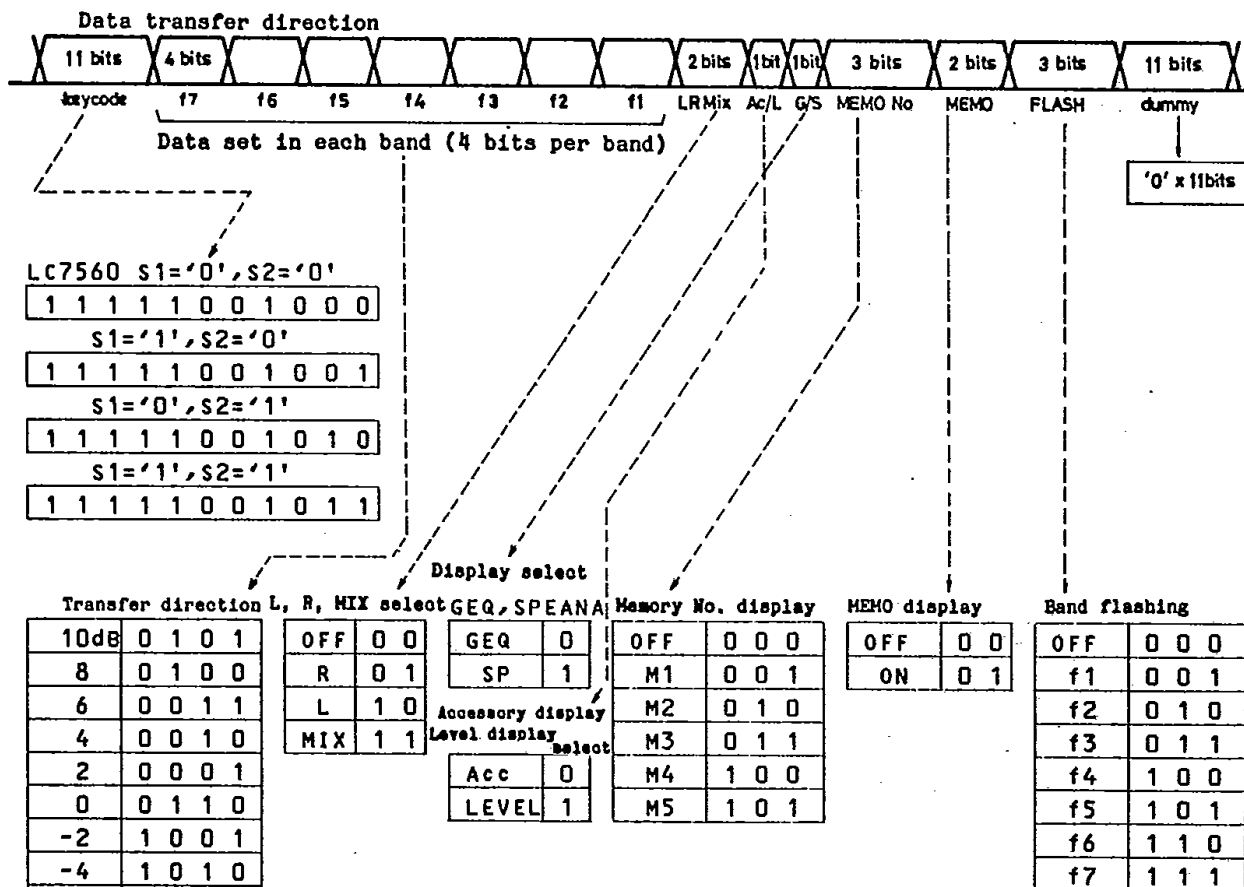 Data transfer direction
11 bits 4 bits 2 bits 1bit 1bit 3 bits 2 bits 3 bits 11 bits
keycode f7 f6 f5 f4 f3 f2 f1 LRMix Ac/L G/S MEMO No MEMO FLASH dummy
Data set in each band (4 bits per band)
'0' x 11bits
LC7560 S1='0', S2='0'
1 1 1 1 1 0 0 1 0 0 0
S1='1', S2='0'
1 1 1 1 1 0 0 1 0 0 1
S1='0', S2='1'
1 1 1 1 1 0 0 1 0 1 0
S1='1', S2='1'
1 1 1 1 1 0 0 1 0 1 1
Transfer direction
10dB 0 1 0 1
8 0 1 0 0
6 0 0 1 1
4 0 0 1 0
2 0 0 0 1
0 0 1 1 0
-2 1 0 0 1
-4 1 0 1 0
L, R, MIX select
OFF 0 0
R 0 1
L 1 0
MIX 1 1
Display select
GEQ, SPEANA
GEQ 0
SP 1
Accessory display
Level display
select
Acc 0
LEVEL 1
Memory No. display
OFF 0 0 0
M1 0 0 1
M2 0 1 0
M3 0 1 1
M4 1 0 0
M5 1 0 1
MEMO display
OFF 0 0
ON 0 1
Band flashing
OFF 0 0 0
f1 0 0 1
f2 0 1 0
f3 0 1 1
f4 1 0 0
f5 1 0 1
f6 1 1 0
f7 1 1 1